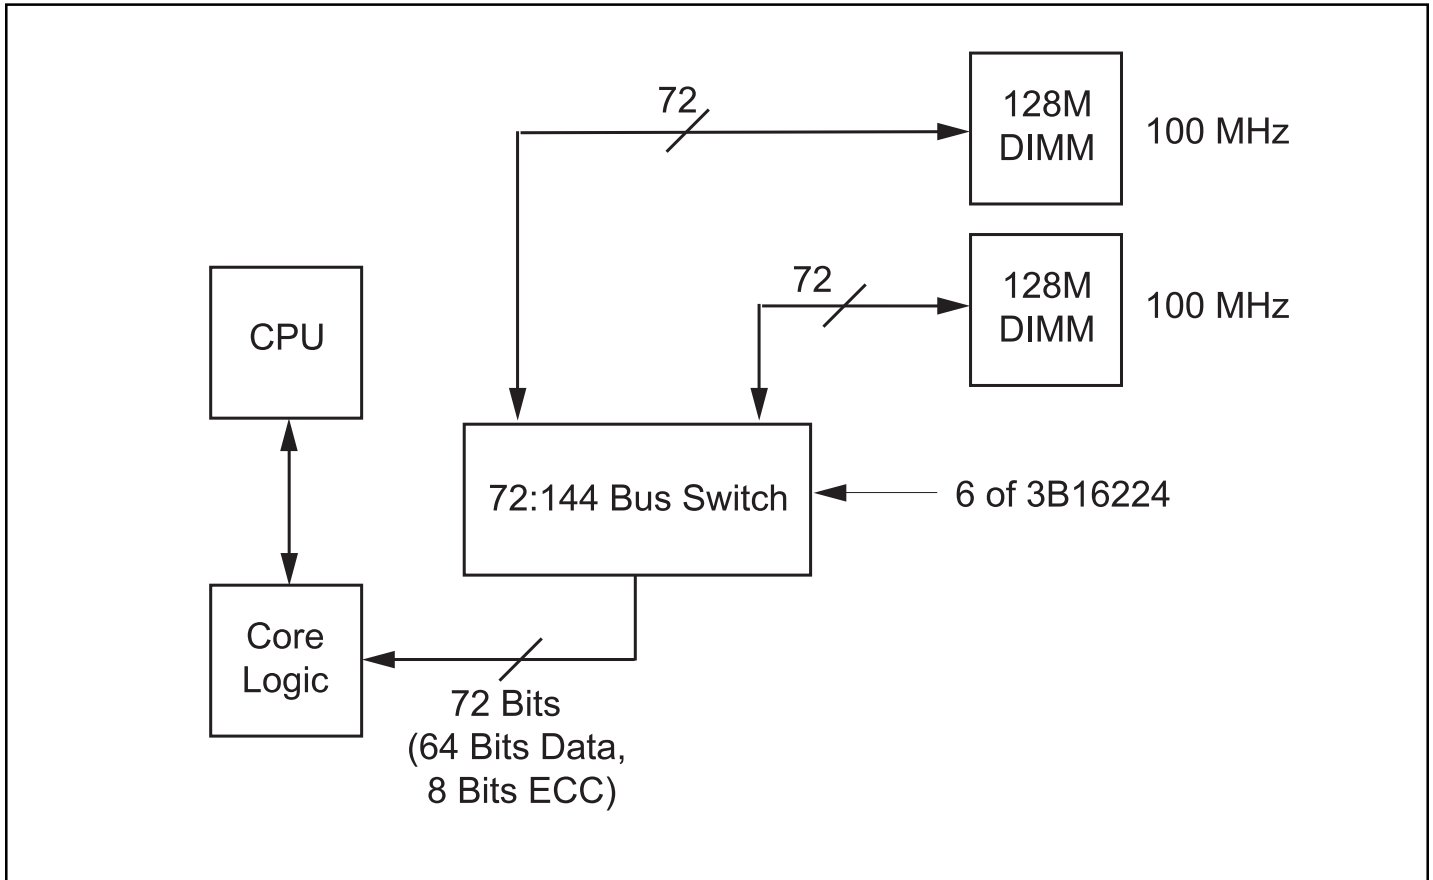 72
128M
DIMM
100 MHz
72
128M
DIMM
100 MHz
CPU
72:144 Bus Switch
6 of 3B16224
Core
Logic
72 Bits
(64 Bits Data,
8 Bits ECC)